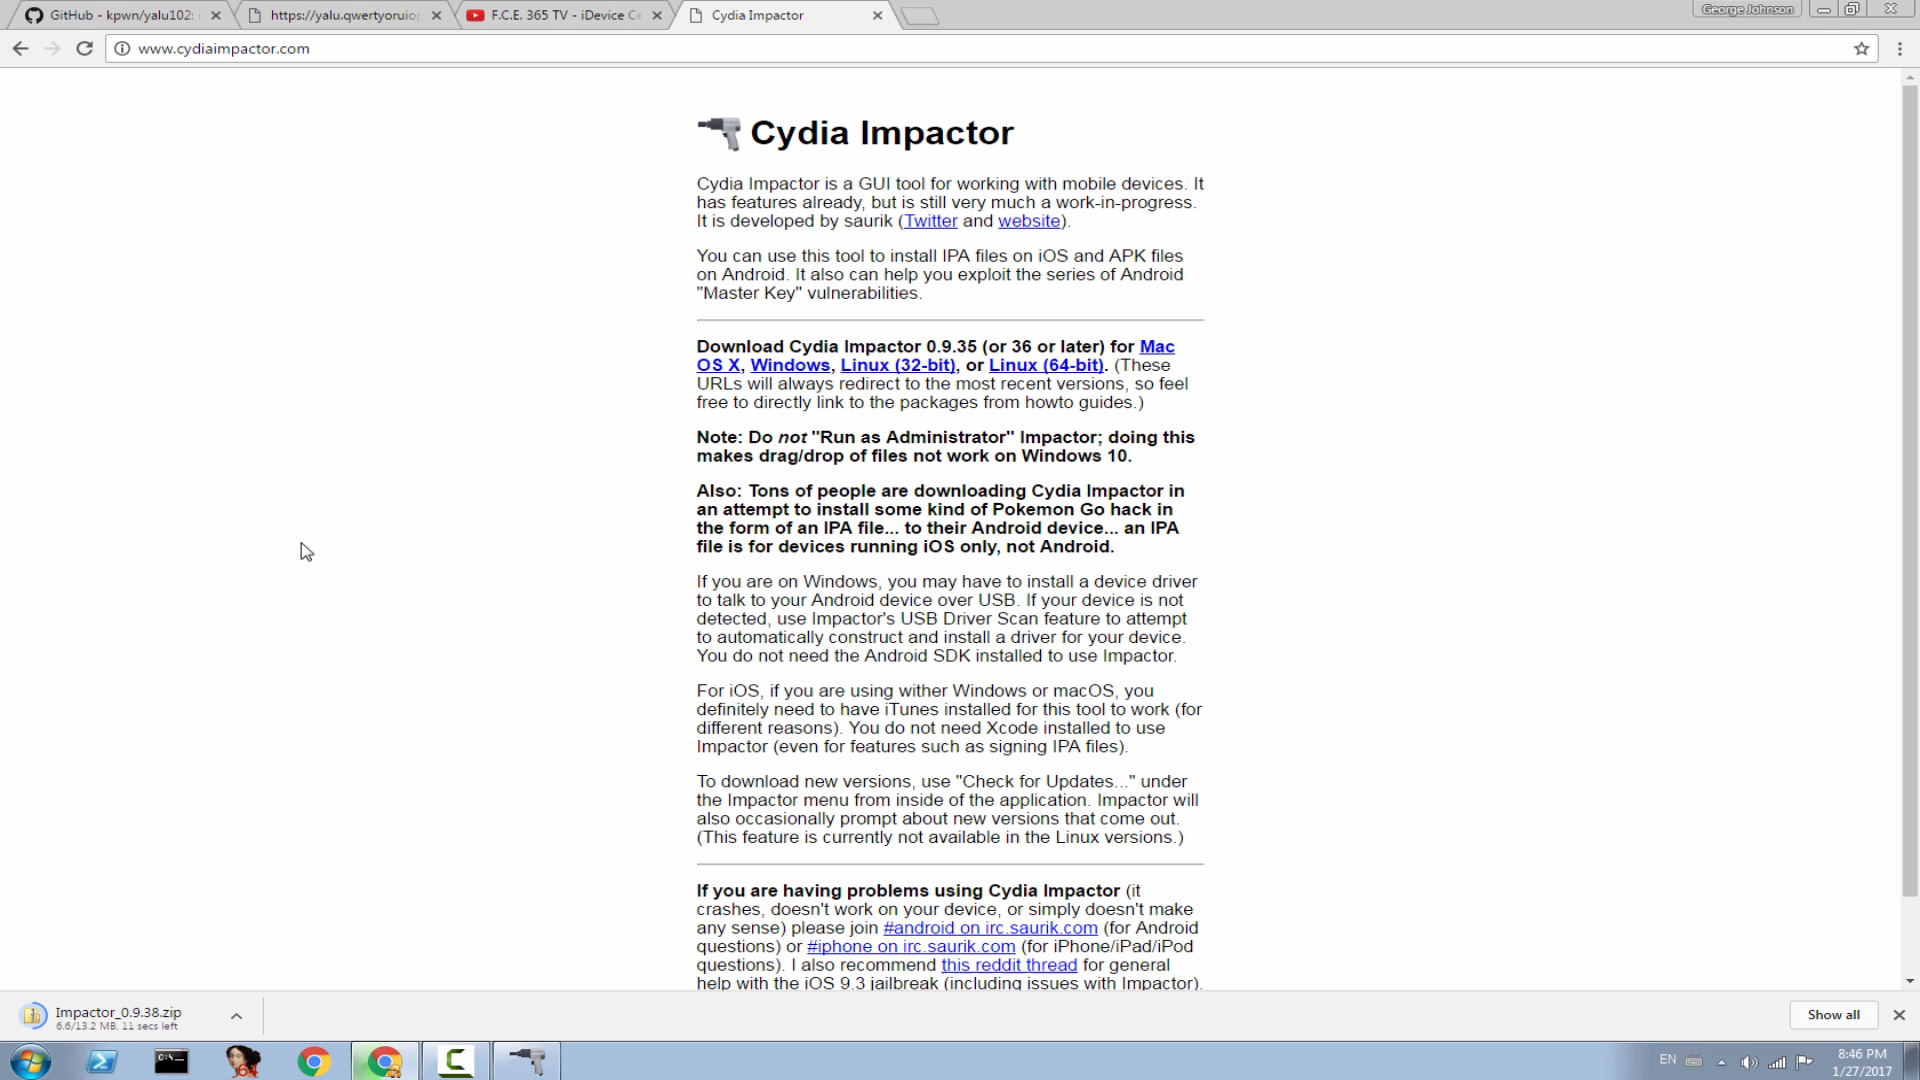 GitHub - kpwn/yalu102:
https://yalu.qwertyoruiop
F.C.E. 365 TV - iDevice Ce
Cydia Impactor
George Johnson
www.cydiaimpactor.com
Cydia Impactor
Cydia Impactor is a GUI tool for working with mobile devices. It
has features already, but is still very much a work-in-progress.
It is developed by saurik (Twitter and website).
You can use this tool to install IPA files on iOS and APK files
on Android. It also can help you exploit the series of Android
"Master Key" vulnerabilities.
Download Cydia Impactor 0.9.35 (or 36 or later) for Mac
OS X, Windows, Linux (32-bit), or Linux (64-bit). (These
URLs will always redirect to the most recent versions, so feel
free to directly link to the packages from howto guides.)
Note: Do not "Run as Administrator" Impactor; doing this
makes drag/drop of files not work on Windows 10.
Also: Tons of people are downloading Cydia Impactor in
an attempt to install some kind of Pokemon Go hack in
the form of an IPA file... to their Android device... an IPA
file is for devices running iOS only, not Android.
If you are on Windows, you may have to install a device driver
to talk to your Android device over USB. If your device is not
detected, use Impactor's USB Driver Scan feature to attempt
to automatically construct and install a driver for your device.
You do not need the Android SDK installed to use Impactor.
For iOS, if you are using wither Windows or macOS, you
definitely need to have iTunes installed for this tool to work (for
different reasons). You do not need Xcode installed to use
Impactor (even for features such as signing IPA files).
To download new versions, use "Check for Updates..." under
the Impactor menu from inside of the application. Impactor will
also occasionally prompt about new versions that come out.
(This feature is currently not available in the Linux versions.)
If you are having problems using Cydia Impactor (it
crashes, doesn't work on your device, or simply doesn't make
any sense) please join #android on irc.saurik.com (for Android
questions) or #iphone on irc.saurik.com (for iPhone/iPad/iPod
questions). I also recommend this reddit thread for general
help with the iOS 9.3 jailbreak (including issues with Impactor).
Impactor_0.9.38.zip
6.6/13.2 MB, 11 secs left
Show all
C:\
64
EN
8:46 PM
1/27/2017